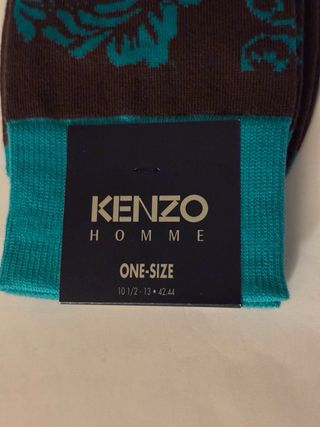 KENZO
HOMME
ONE-SIZE
10 1/2 - 13 • 42.44